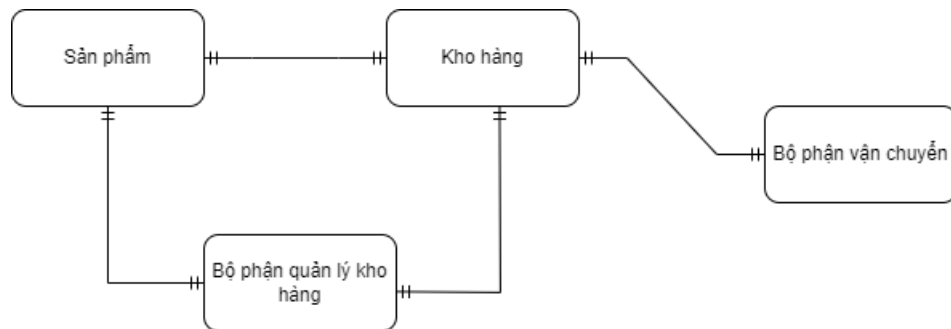 Sản phẩm
Kho hàng
Bộ phận vận chuyển
Bộ phận quản lý kho
hàng